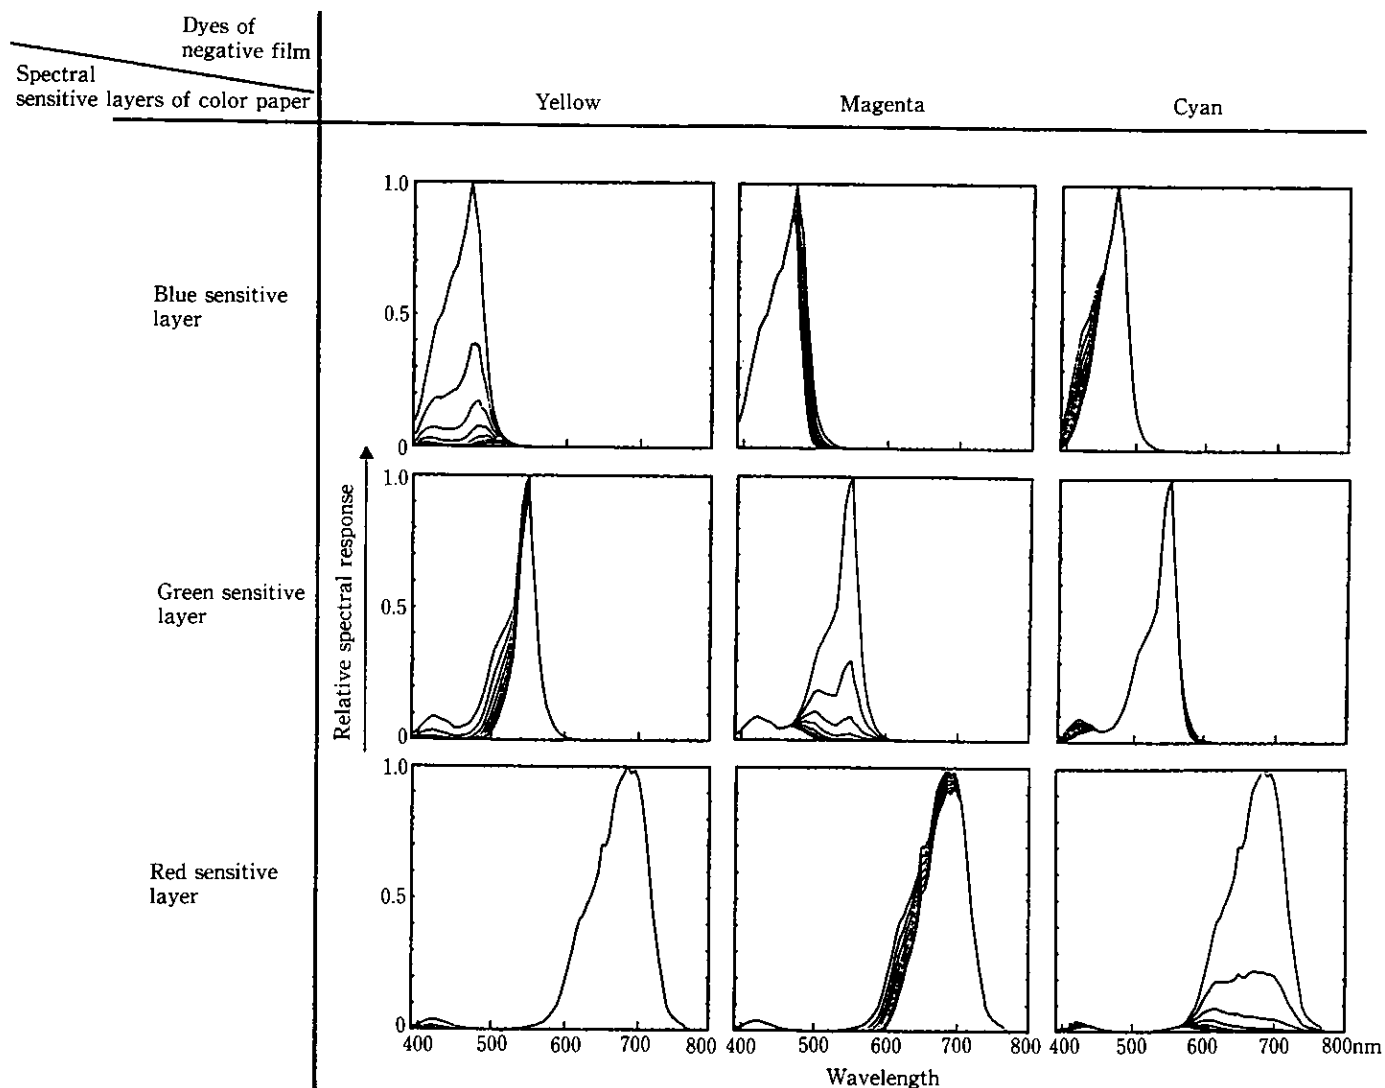 Dyes of
negative film
Spectral
sensitive layers of color paper
Yellow
Magenta
Cyan
Blue sensitive
layer
Green sensitive
layer
Red sensitive
layer
Relative spectral response
1.0
0.5
0
1.0
0.5
0
1.0
0.5
0
400 500 600 700 800
400 500 600 700 800
400 500 600 700 800nm
Wavelength